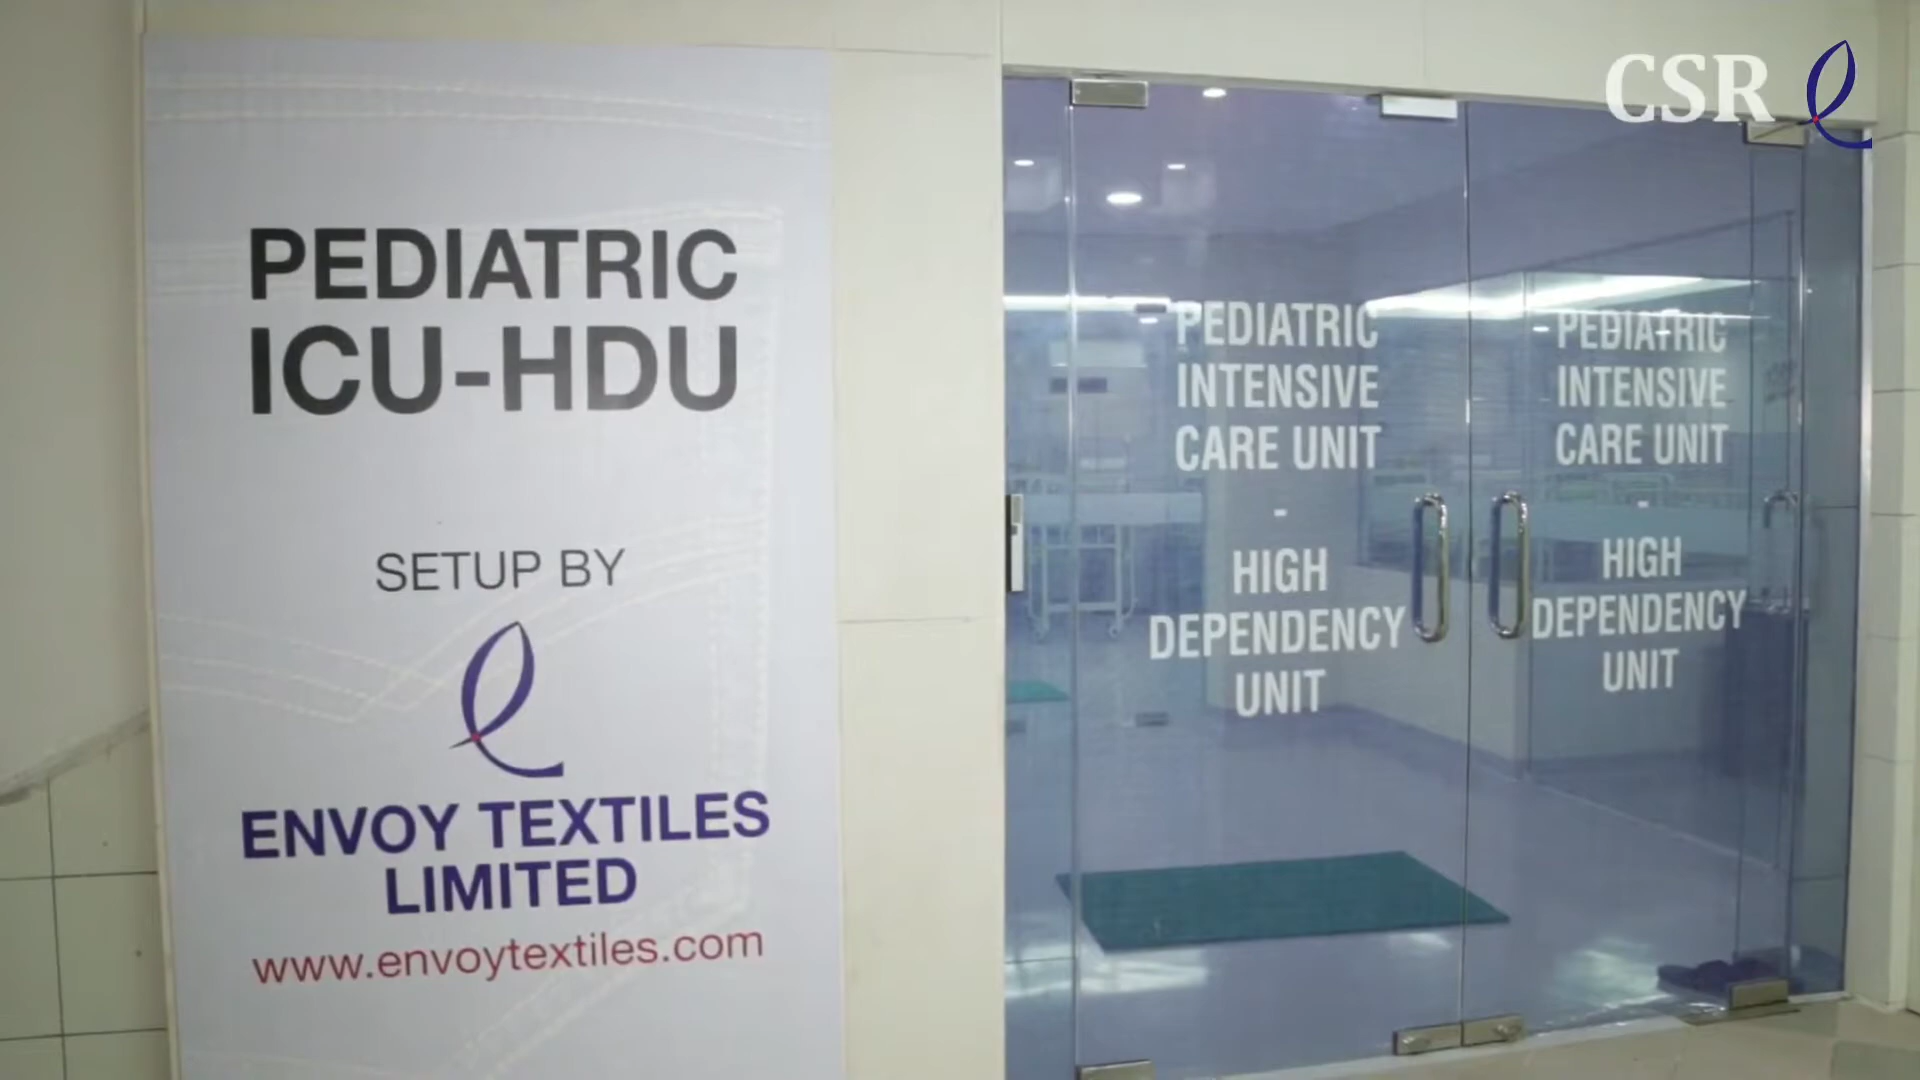 CSR
PEDIATRIC
ICU-HDU
SETUP BY
ENVOY TEXTILES
LIMITED
www.envoytextiles.com
PEDIATRIC
INTENSIVE
CARE UNIT
-
HIGH
DEPENDENCY
UNIT
PEDIATRIC
INTENSIVE
CARE UNIT
-
HIGH
DEPENDENCY
UNIT